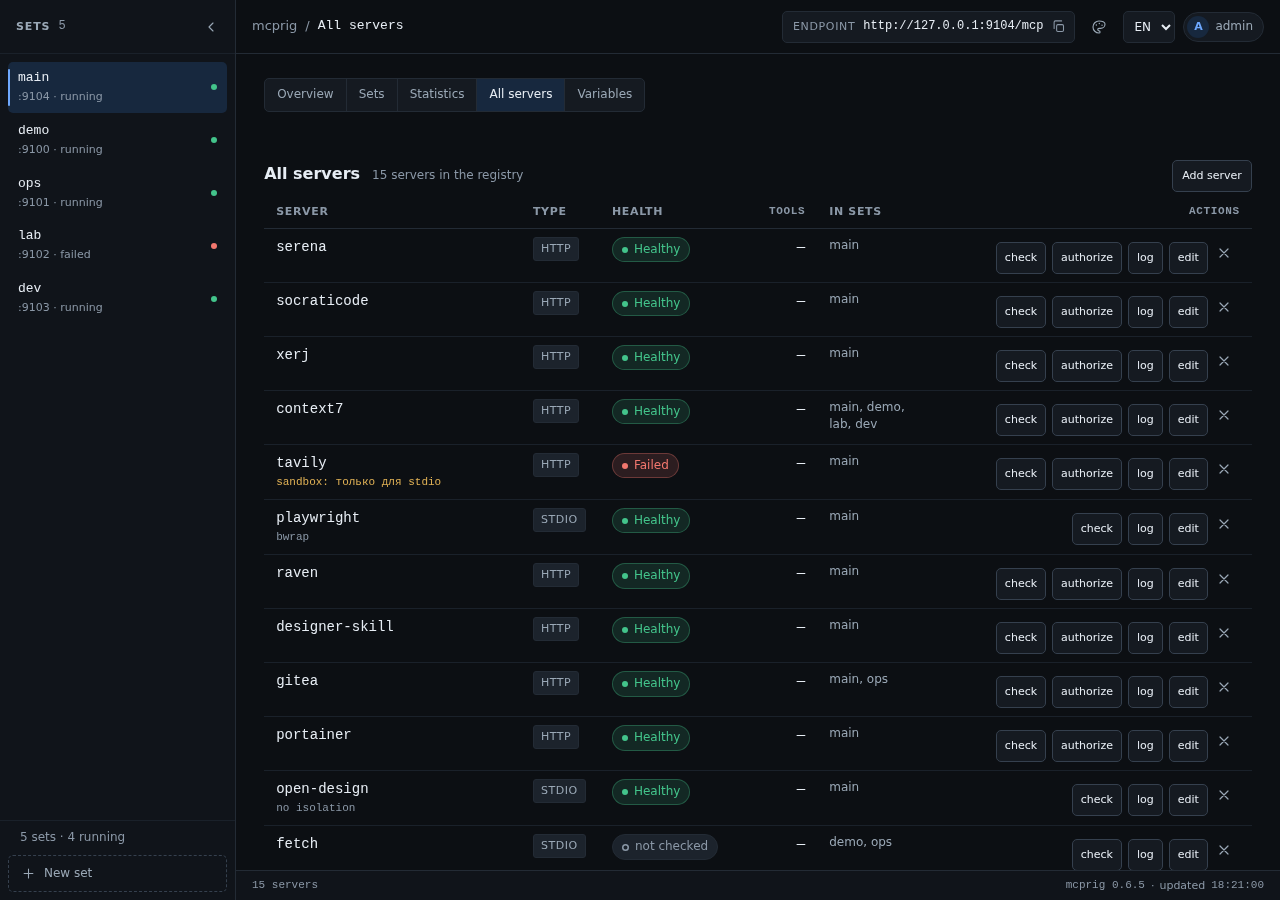 SETS 5
mcprig / All servers
ENDPOINT http://127.0.0.1:9104/mcp
EN
A admin
main
:9104 · running
demo
:9100 · running
ops
:9101 · running
lab
:9102 · failed
dev
:9103 · running
5 sets · 4 running
New set
Overview Sets Statistics All servers Variables
All servers 15 servers in the registry
Add server
SERVER TYPE HEALTH TOOLS IN SETS ACTIONS
serena HTTP Healthy — main check authorize log edit
socraticode HTTP Healthy — main check authorize log edit
xerj HTTP Healthy — main check authorize log edit
context7 HTTP Healthy — main, demo, check authorize log edit
lab, dev
tavily HTTP Failed — main check authorize log edit
sandbox: только для stdio
playwright STDIO Healthy — main check log edit
bwrap
raven HTTP Healthy — main check authorize log edit
designer-skill HTTP Healthy — main check authorize log edit
gitea HTTP Healthy — main, ops check authorize log edit
portainer HTTP Healthy — main check authorize log edit
open-design STDIO Healthy — main check log edit
no isolation
fetch STDIO not checked — demo, ops check log edit
15 servers
mcprig 0.6.5 · updated 18:21:00